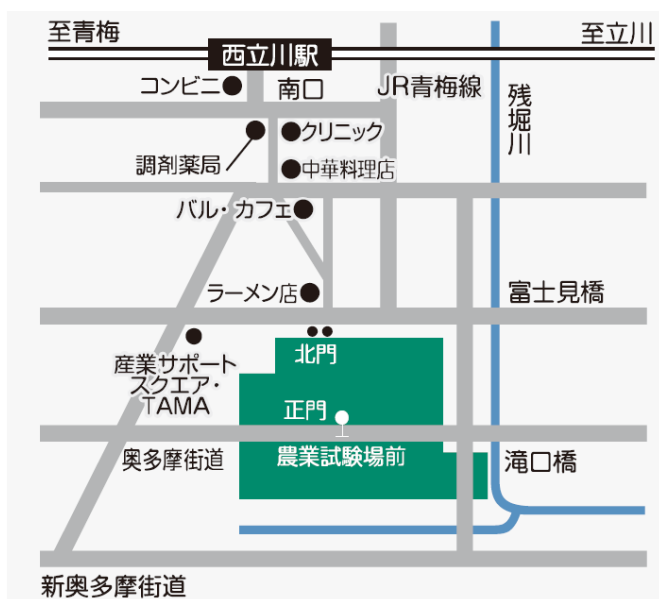 至青梅
至立川
西立川駅
コンビニ
南口
JR青梅線
残堀川
クリニック
調剤薬局
中華料理店
バル・カフェ
ラーメン店
富士見橋
北門
産業サポート
スクエア・
TAMA
正門
奥多摩街道
農業試験場前
滝口橋
新奥多摩街道